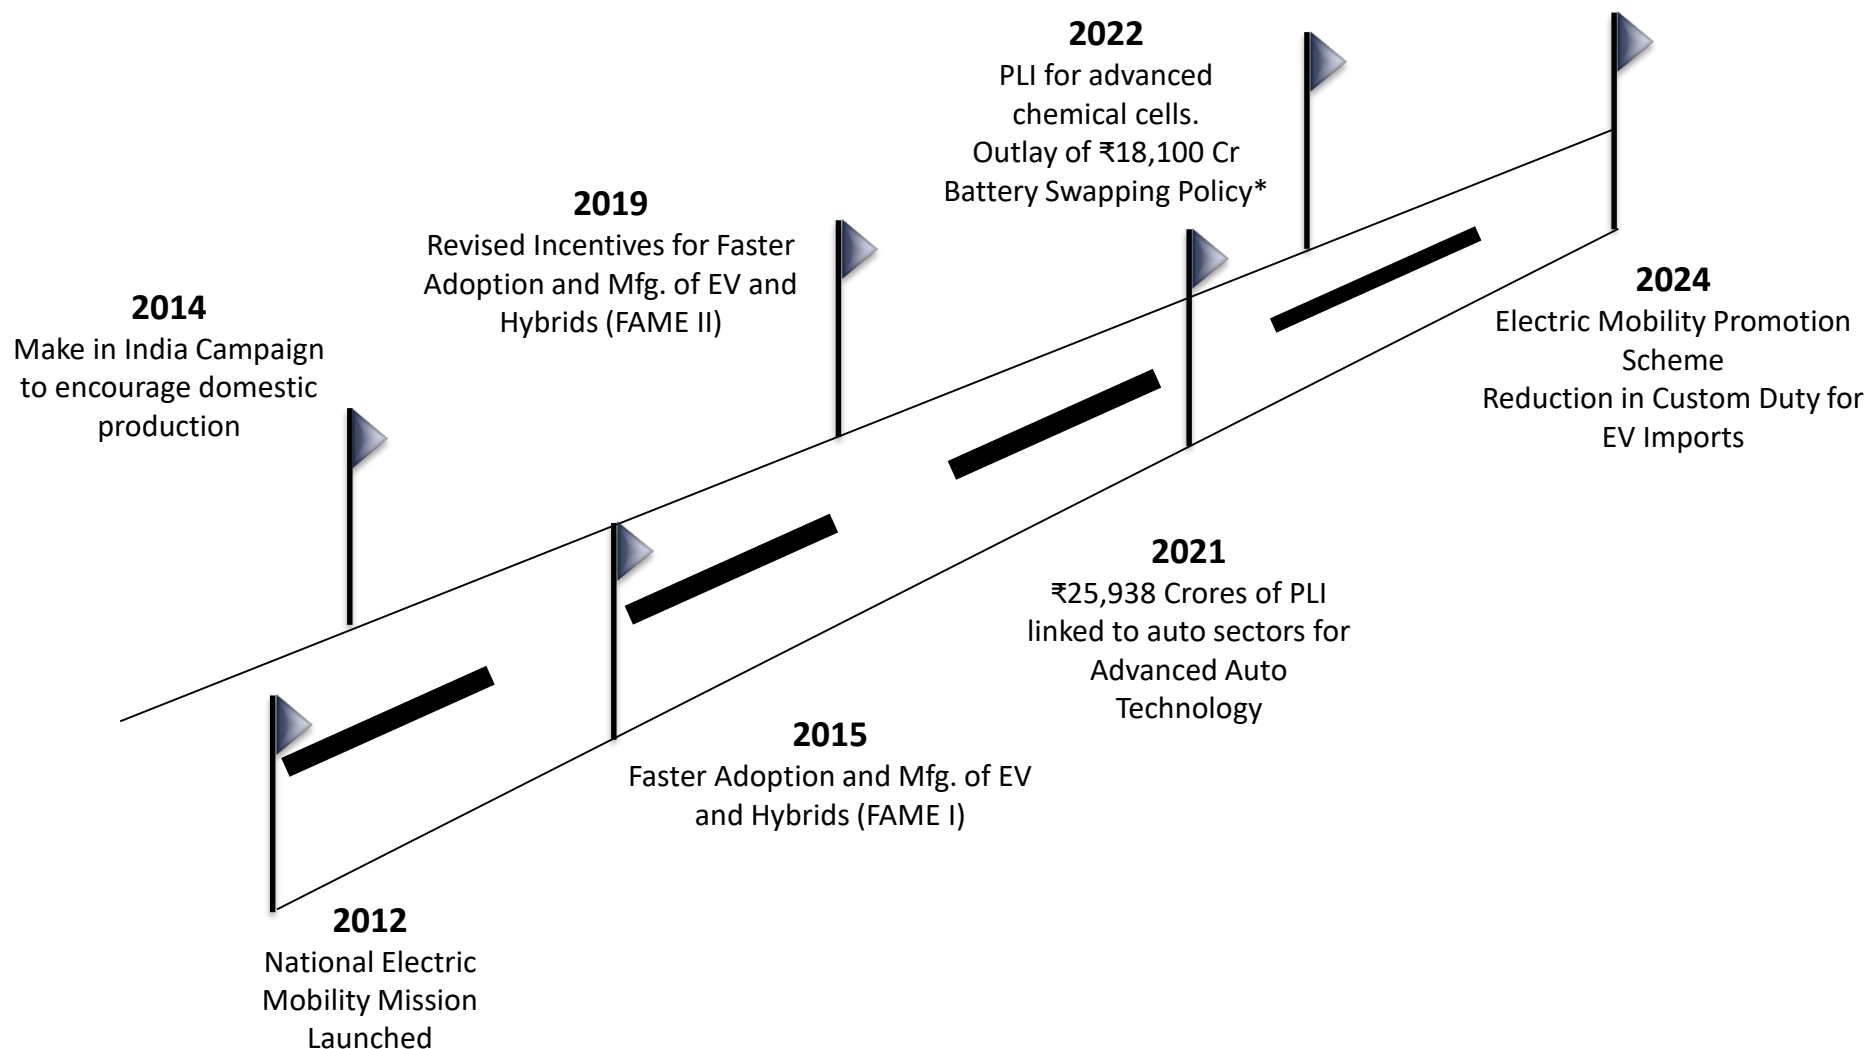 2022
PLI for advanced
chemical cells.
Outlay of ₹18,100 Cr
Battery Swapping Policy*
2019
Revised Incentives for Faster
Adoption and Mfg. of EV and
Hybrids (FAME II)
2014
Make in India Campaign
to encourage domestic
production
2024
Electric Mobility Promotion
Scheme
Reduction in Custom Duty for
EV Imports
2021
₹25,938 Crores of PLI
linked to auto sectors for
Advanced Auto
Technology
2015
Faster Adoption and Mfg. of EV
and Hybrids (FAME I)
2012
National Electric
Mobility Mission
Launched